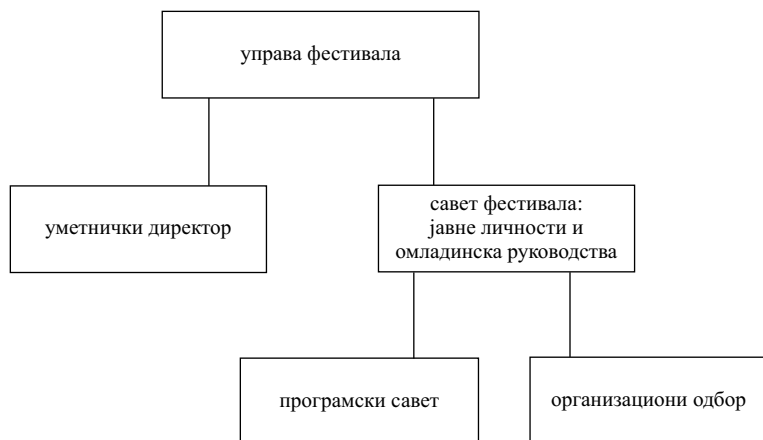 управа фестивала
уметнички директор
савет фестивала:
јавне личности и
омладинска руководства
програмски савет
организациони одбор